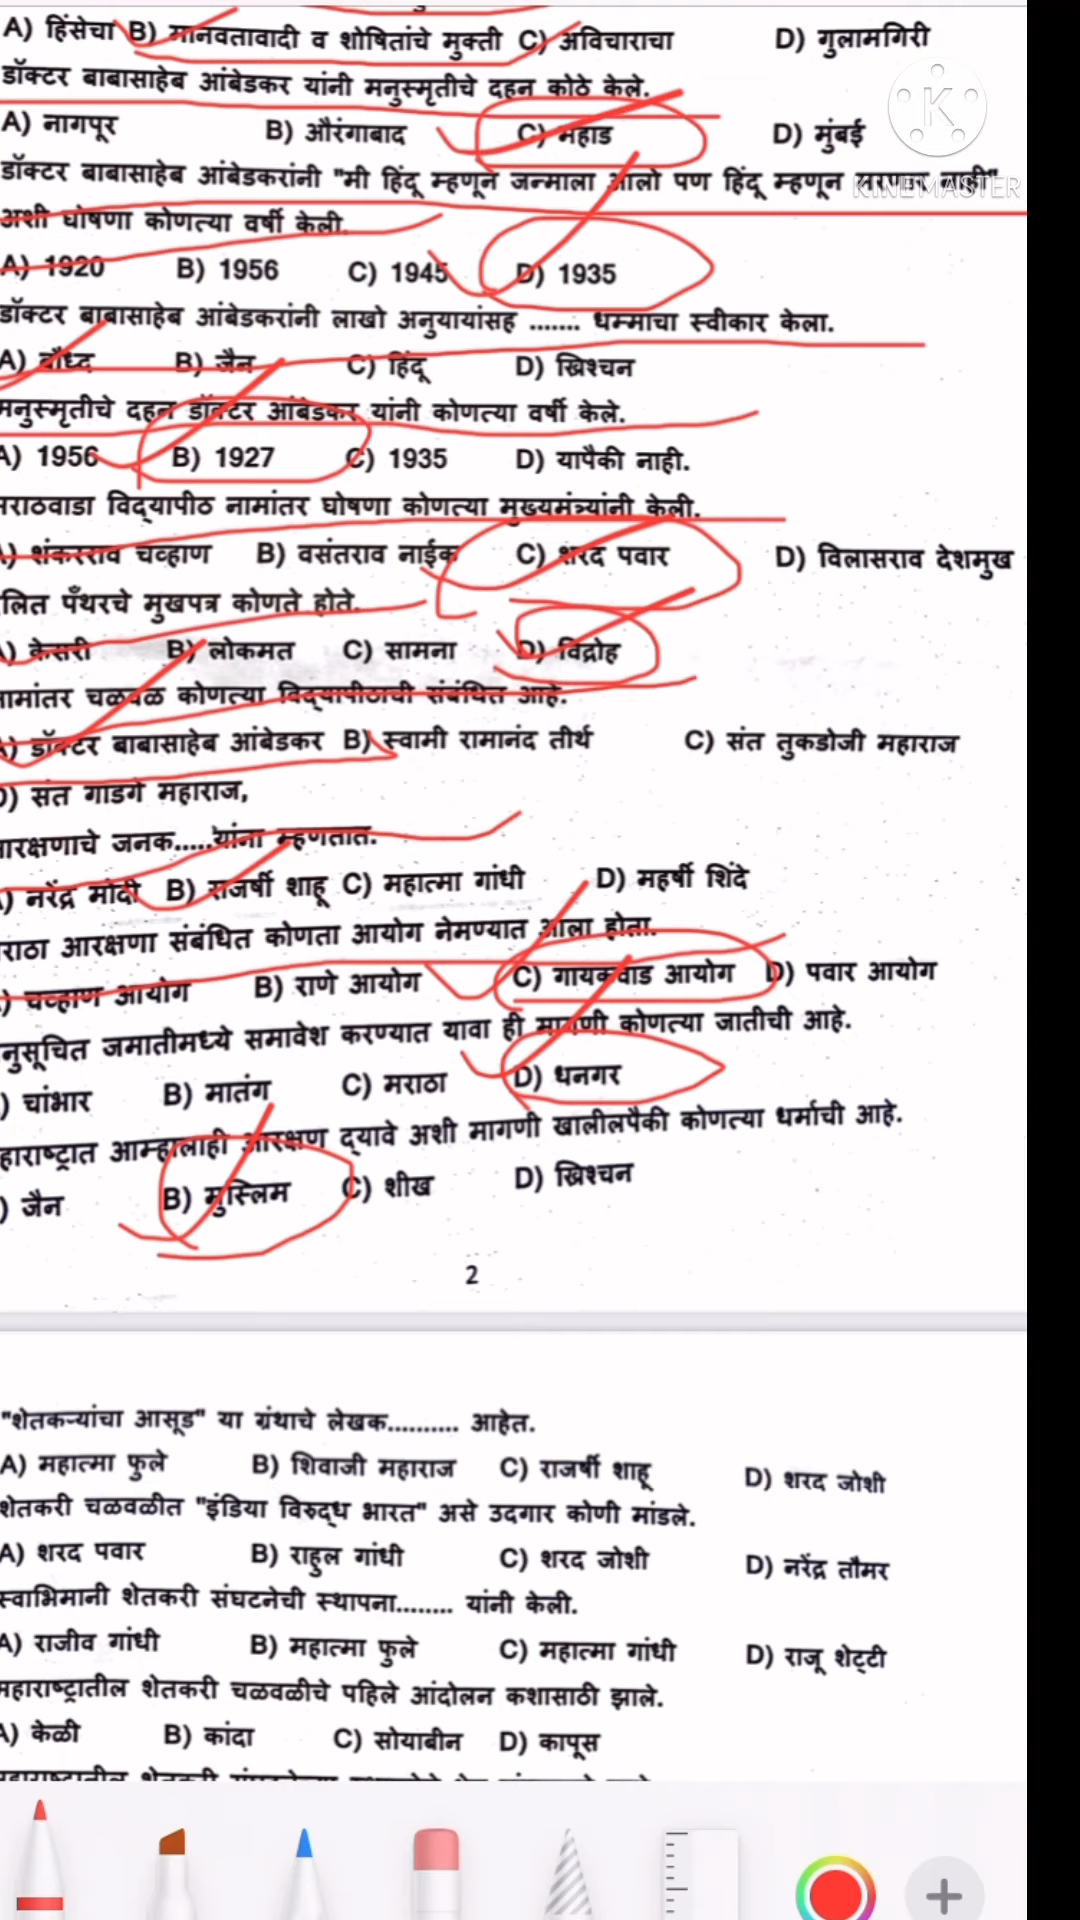 A) हिंसेचा B) मानवतावादी व शोषितांचे मुक्ती C) अविचाराचा D) गुलामगिरी
डॉक्टर बाबासाहेब आंबेडकर यांनी मनुस्मृतीचे दहन कोठे केले.
A) नागपूर B) औरंगाबाद C) महाड D) मुंबई
डॉक्टर बाबासाहेब आंबेडकरांनी "मी हिंदू म्हणून जन्माला आलो पण हिंदू म्हणून मरणार नाही"
K
KINEMASTER
अशी घोषणा कोणत्या वर्षी केली.
A) 1920 B) 1956 C) 1945 D) 1935
डॉक्टर बाबासाहेब आंबेडकरांनी लाखो अनुयायांसह ....... धम्माचा स्वीकार केला.
A) बौध्द B) जैन C) हिंदू D) ख्रिश्चन
मनुस्मृतीचे दहन डॉक्टर आंबेडकर यांनी कोणत्या वर्षी केले.
A) 1956 B) 1927 C) 1935 D) यापैकी नाही.
मराठवाडा विद्यापीठ नामांतर घोषणा कोणत्या मुख्यमंत्र्यांनी केली.
) शंकरराव चव्हाण B) वसंतराव नाईक C) शरद पवार D) विलासराव देशमुख
लित पँथरचे मुखपत्र कोणते होते.
) केसरी B) लोकमत C) सामना D) विद्रोह
नामांतर चळवळ कोणत्या विद्यापीठाची संबंधित आहे.
) डॉक्टर बाबासाहेब आंबेडकर B) स्वामी रामानंद तीर्थ C) संत तुकडोजी महाराज
D) संत गाडगे महाराज,
आरक्षणाचे जनक.....यांना म्हणतात.
) नरेंद्र मोदी B) राजर्षी शाहू C) महात्मा गांधी D) महर्षी शिंदे
राठा आरक्षणा संबंधित कोणता आयोग नेमण्यात आला होता.
) चव्हाण आयोग B) राणे आयोग C) गायकवाड आयोग D) पवार आयोग
नुसूचित जमातीमध्ये समावेश करण्यात यावा ही मागणी कोणत्या जातीची आहे.
) चांभार B) मातंग C) मराठा D) धनगर
हाराष्ट्रात आम्हालाही आरक्षण द्यावे अशी मागणी खालीलपैकी कोणत्या धर्माची आहे.
) जैन B) मुस्लिम C) शीख D) ख्रिश्चन
2
"शेतकऱ्यांचा आसूड" या ग्रंथाचे लेखक.......... आहेत.
A) महात्मा फुले B) शिवाजी महाराज C) राजर्षी शाहू D) शरद जोशी
शेतकरी चळवळीत "इंडिया विरुद्ध भारत" असे उदगार कोणी मांडले.
A) शरद पवार B) राहुल गांधी C) शरद जोशी D) नरेंद्र तौमर
स्वाभिमानी शेतकरी संघटनेची स्थापना........ यांनी केली.
A) राजीव गांधी B) महात्मा फुले C) महात्मा गांधी D) राजू शेट्टी
महाराष्ट्रातील शेतकरी चळवळीचे पहिले आंदोलन कशासाठी झाले.
A) केळी B) कांदा C) सोयाबीन D) कापूस